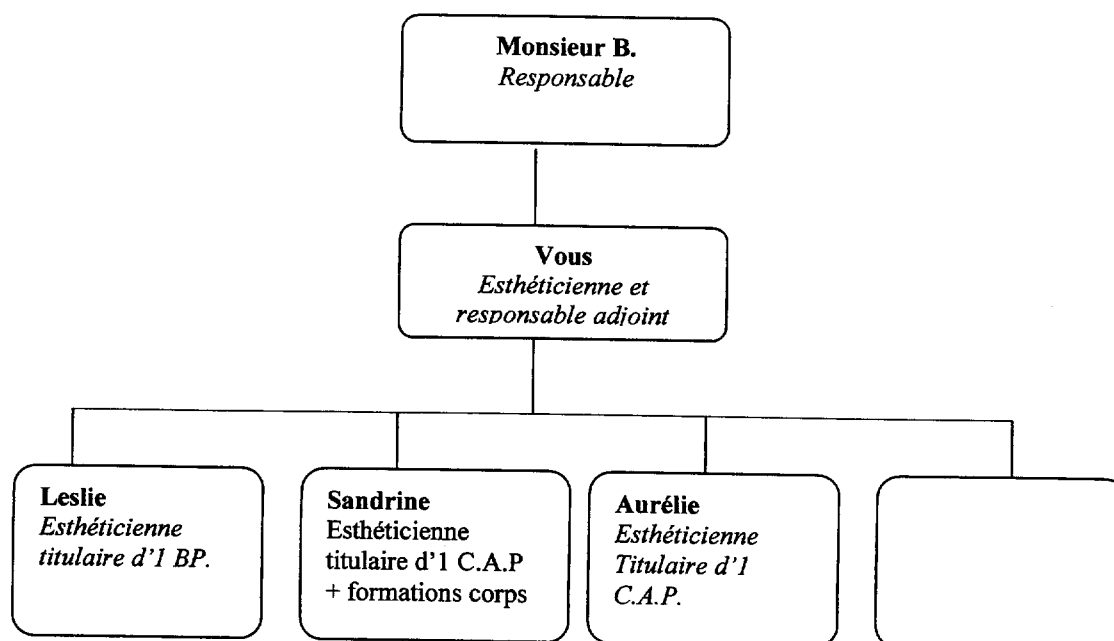 Monsieur B.
Responsable
Vous
Esthéticienne et
responsable adjoint
Leslie
Esthéticienne
titulaire d'1 BP.
Sandrine
Esthéticienne
titulaire d'1 C.A.P
+ formations corps
Aurélie
Esthéticienne
Titulaire d'1
C.A.P.